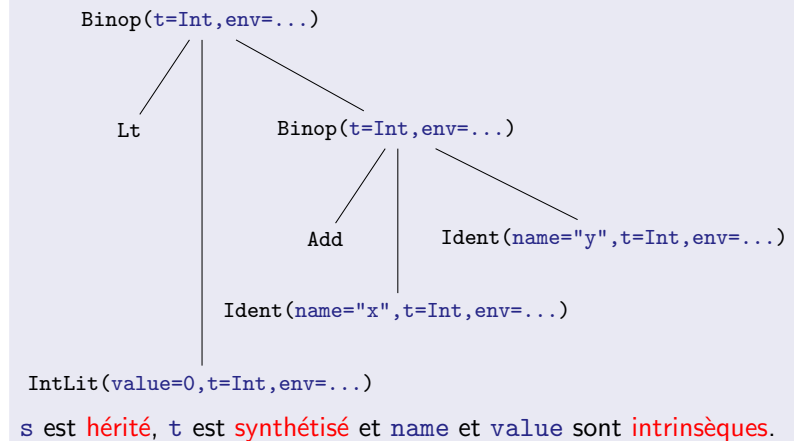 Binop(t=Int,env=...)
Lt
Binop(t=Int,env=...)
Add
Ident(name="y",t=Int,env=...)
Ident(name="x",t=Int,env=...)
IntLit(value=0,t=Int,env=...)
s est hérité, t est synthétisé et name et value sont intrinsèques.